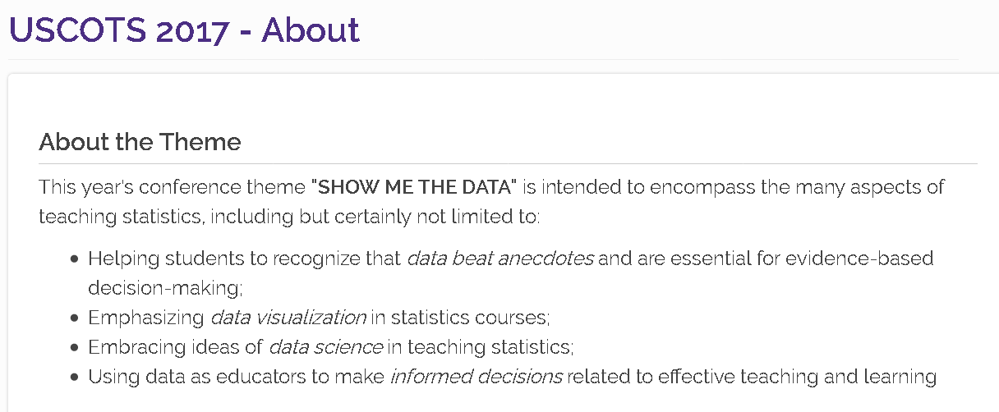 USCOTS 2017 - About
About the Theme
This year's conference theme "SHOW ME THE DATA" is intended to encompass the many aspects of
teaching statistics, including but certainly not limited to:
• Helping students to recognize that data beat anecdotes and are essential for evidence-based
decision-making;
• Emphasizing data visualization in statistics courses;
• Embracing ideas of data science in teaching statistics;
• Using data as educators to make informed decisions related to effective teaching and learning